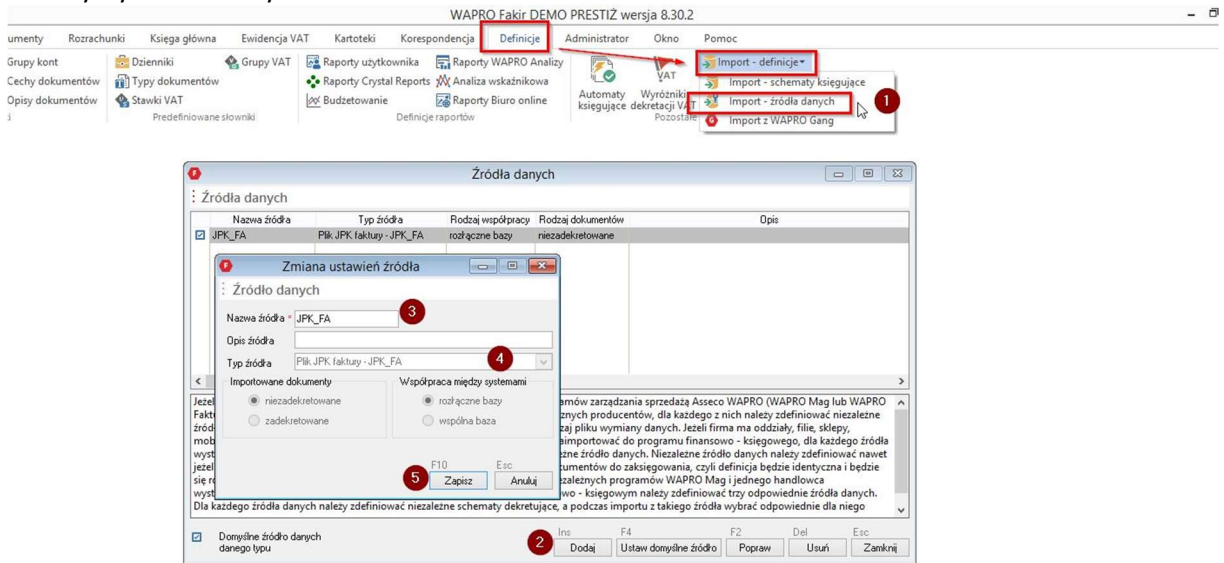 WAPRO Fakir DEMO PRESTIŻ wersja 8.30.2
umenty Rozrachunki Księga główna Ewidencja VAT Kartoteki Korespondencja Definicje Administrator Okno Pomoc
Grupy kont Dzienniki Grupy VAT Raporty użytkownika Raporty WAPRO Analizy Import - definicje
Cechy dokumentów Typy dokumentów Raporty Crystal Reports Analiza wskaźnikowa Import - schematy księgujące
Opisy dokumentów Stawki VAT Budżetowanie Raporty Biuro online Automaty księgujące Wyróżniki dekretacji VAT Import - źródła danych 1
Predefiniowane słowniki Definicje raportów Pozostałe Import z WAPRO Gang
Źródła danych
Źródła danych
Nazwa źródła Typ źródła Rodzaj współpracy Rodzaj dokumentów Opis
JPK_FA Plik JPK faktury - JPK_FA rozłączne bazy niezadekretowane
Zmiana ustawień źródła
Źródło danych
Nazwa źródła * JPK_FA 3
Opis źródła
Typ źródła Plik JPK faktury - JPK_FA 4
Importowane dokumenty Współpraca między systemami
niezadekretowane rozłączne bazy
zadekretowane wspólna baza
F10 Esc
5 Zapisz Anuluj
Jeżel amów zarządzania sprzedażą Asseco WAPRO (WAPRO Mag lub WAPRO
Fakt znych producentów, dla każdego z nich należy zdefiniować niezależne
źród zaj pliku wymiany danych. Jeżeli firma ma oddziały, filie, sklepy,
mob aimportować do programu finansowo - księgowego, dla każdego źródła
wyst eżne źródło danych. Niezależne źródło danych należy zdefiniować nawet
jeżel umentów do zaksięgowania, czyli definicja będzie identyczna i będzie
się r ezależnych programów WAPRO Mag i jednego handlowca
wyst wo - księgowym należy zdefiniować trzy odpowiednie źródła danych.
Dla każdego źródła danych należy zdefiniować niezależne schematy dekretujące, a podczas importu z takiego źródła wybrać odpowiednie dla niego
Domyślne źródło danych
danego typu
Ins F4 F2 Del Esc
2 Dodaj Ustaw domyślne źródło Popraw Usuń Zamknij